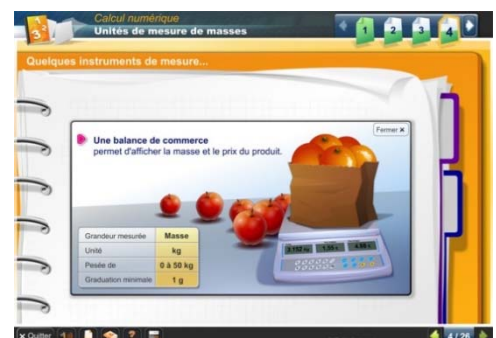 Calcul numérique
Unités de mesure de masses
1 2 3 4
Quelques instruments de mesure...
Fermer ×
Une balance de commerce
permet d'afficher la masse et le prix du produit.
Grandeur mesurée Masse
Unité kg
Pesée de 0 à 50 kg
Graduation minimale 1 g
× Quitter ? 4 / 26